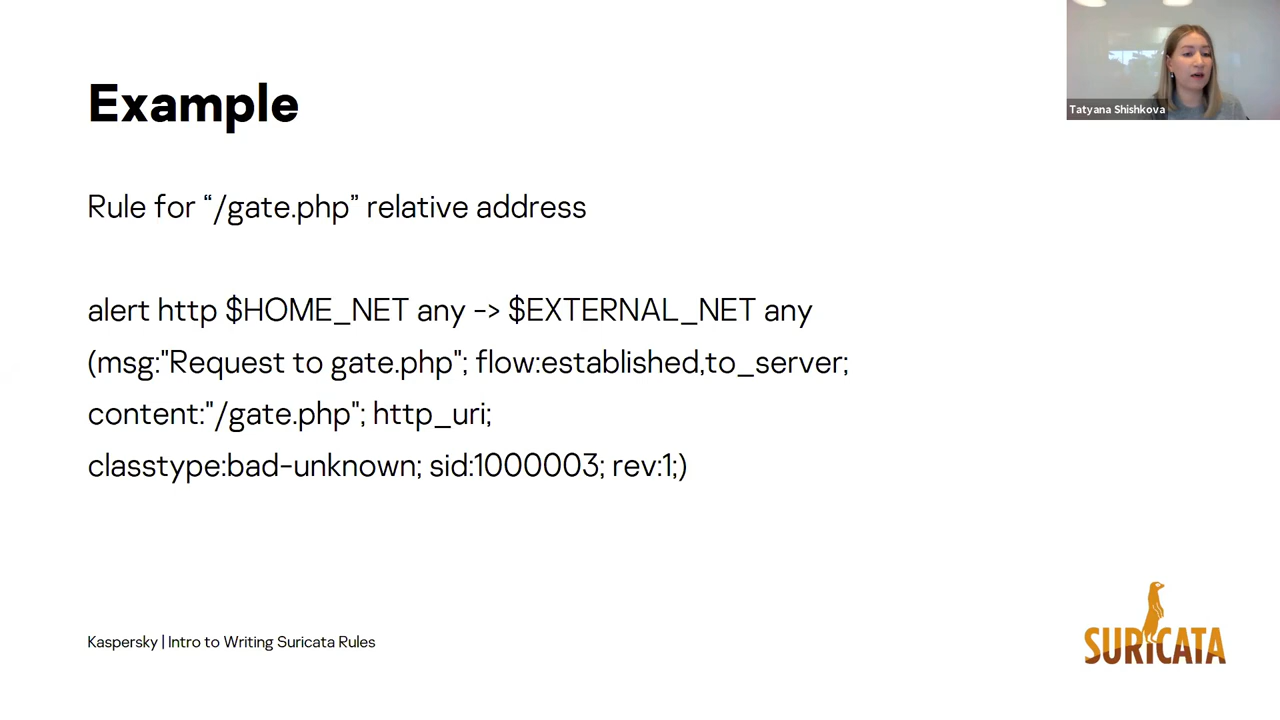 Example
Tatyana Shishkova
Rule for “/gate.php” relative address
alert http $HOME_NET any -> $EXTERNAL_NET any
(msg:"Request to gate.php"; flow:established,to_server;
content:"/gate.php"; http_uri;
classtype:bad-unknown; sid:1000003; rev:1;)
Kaspersky | Intro to Writing Suricata Rules
SURICATA